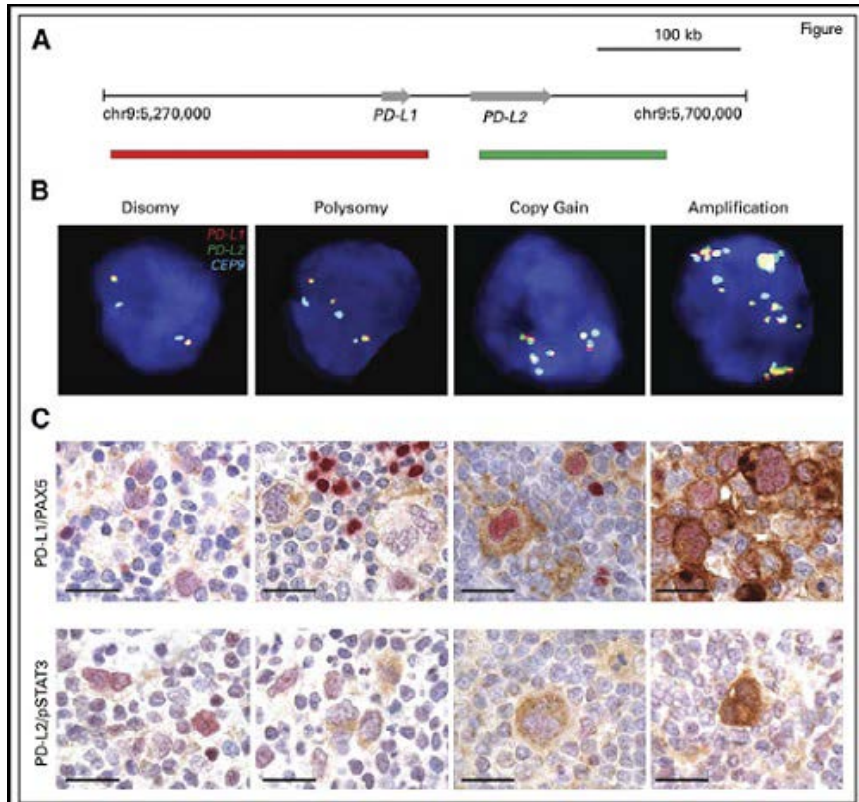 Figure
A
100 kb
chr9:5,270,000
PD-L1
PD-L2
chr9:5,700,000
B
Disomy
Polysomy
Copy Gain
Amplification
PD-L1
PD-L2
CEP9
C
PD-L1/PAX5
PD-L2/pSTAT3